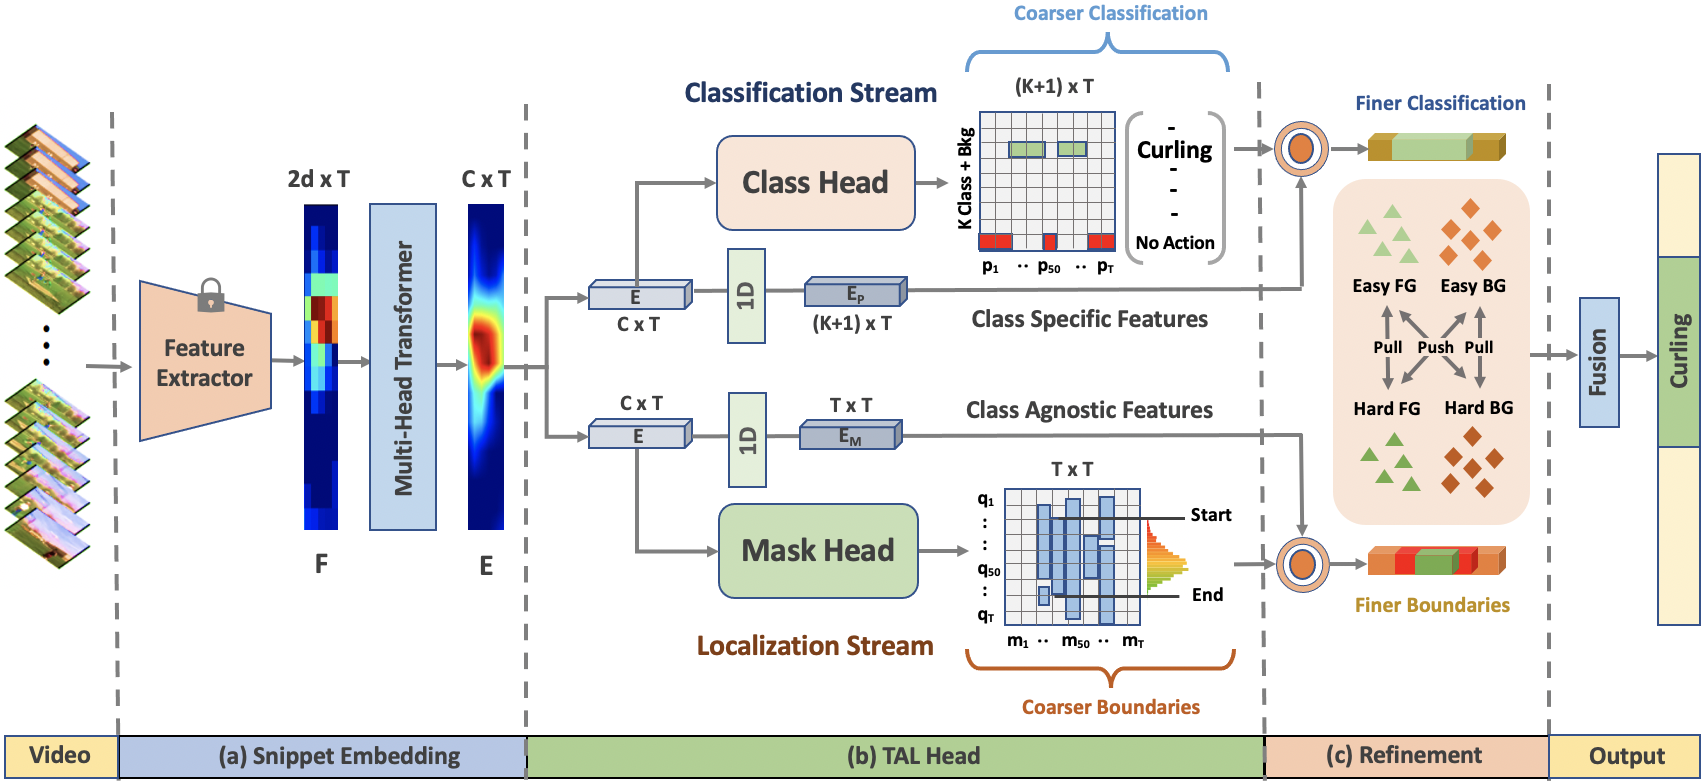 Coarser Classification
Classification Stream
(K+1) x T
Finer Classification
2d x T
C x T
Class Head
K Class + Bkg
-
Curling
-
-
-
No Action
p1 ·· p50 ·· pT
Feature
Extractor
Multi-Head Transformer
F
E
E
C x T
1D
EP
(K+1) x T
Class Specific Features
C x T
E
1D
T x T
EM
Class Agnostic Features
Mask Head
Localization Stream
T x T
q1
:
:
q50
:
qT
m1 ·· m50 ·· mT
Start
End
Coarser Boundaries
Easy FG
Easy BG
Pull
Push
Pull
Hard FG
Hard BG
Finer Boundaries
Fusion
Curling
Video
(a) Snippet Embedding
(b) TAL Head
(c) Refinement
Output